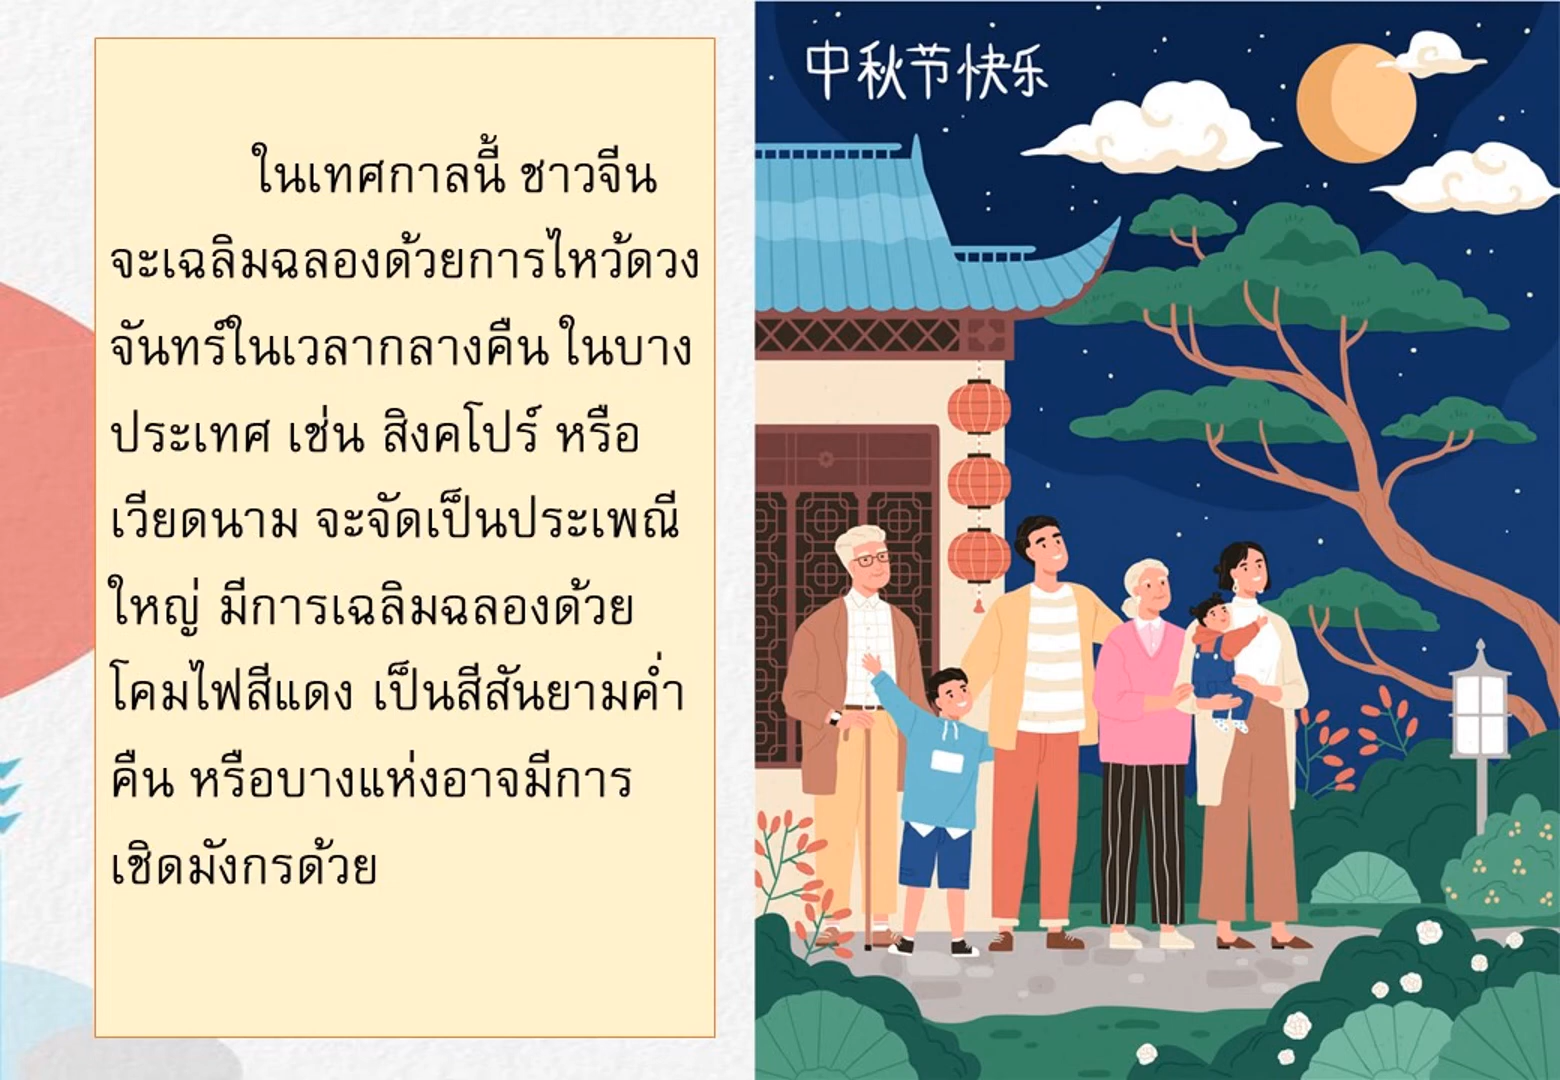 ในเทศกาลนี้ ชาวจีน
จะเฉลิมฉลองด้วยการไหว้ดวง
จันทร์ในเวลากลางคืน ในบาง
ประเทศ เช่น สิงคโปร์ หรือ
เวียดนาม จะจัดเป็นประเพณี
ใหญ่ มีการเฉลิมฉลองด้วย
โคมไฟสีแดง เป็นสีสันยามค่ำ
คืน หรือบางแห่งอาจมีการ
เชิดมังกรด้วย
中秋节快乐